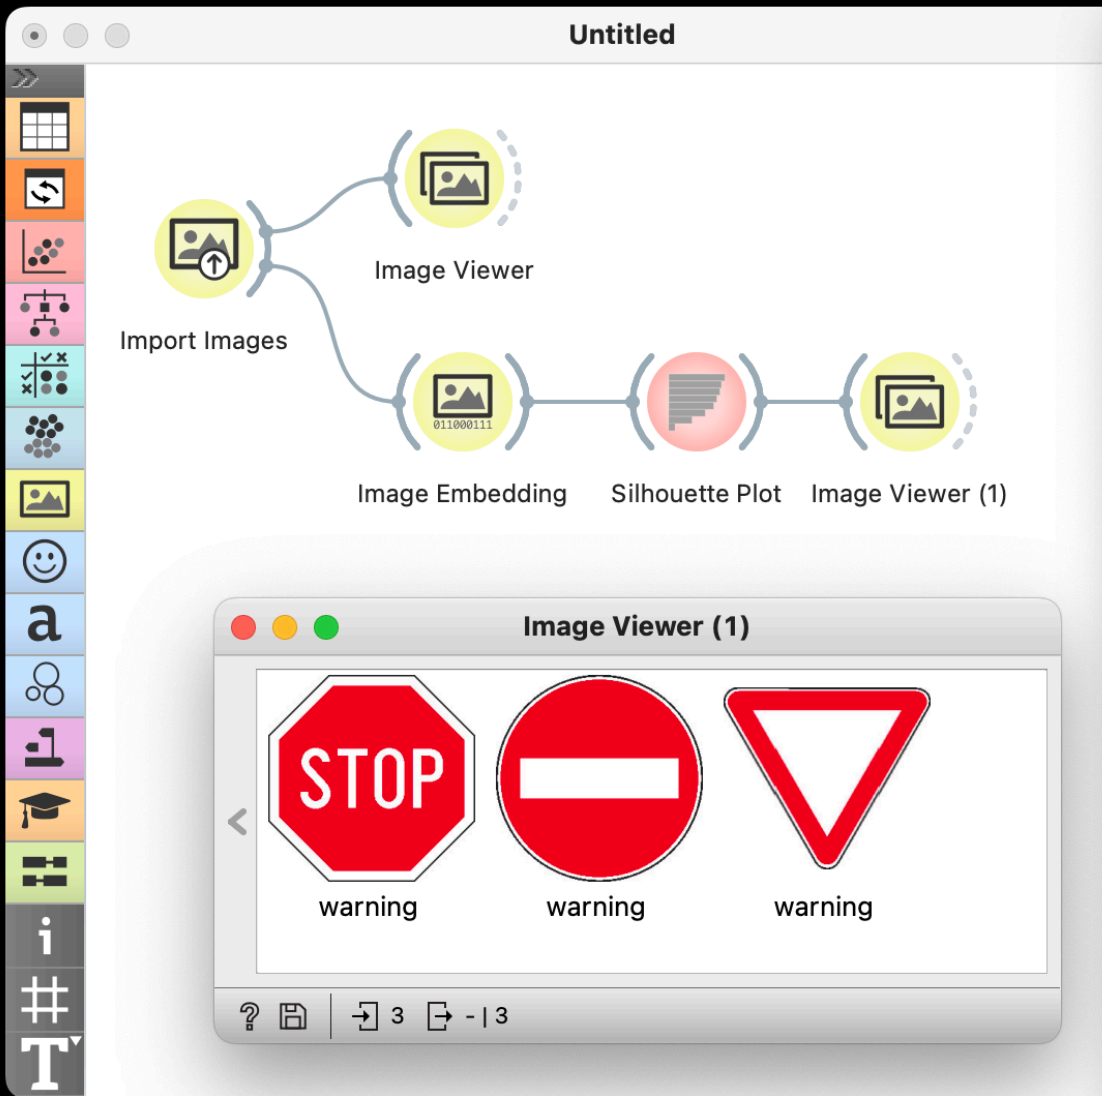 Untitled
Image Viewer
Import Images
011000111
Image Embedding
Silhouette Plot
Image Viewer (1)
a
i
T
Image Viewer (1)
STOP
warning
warning
warning
? 3 - | 3